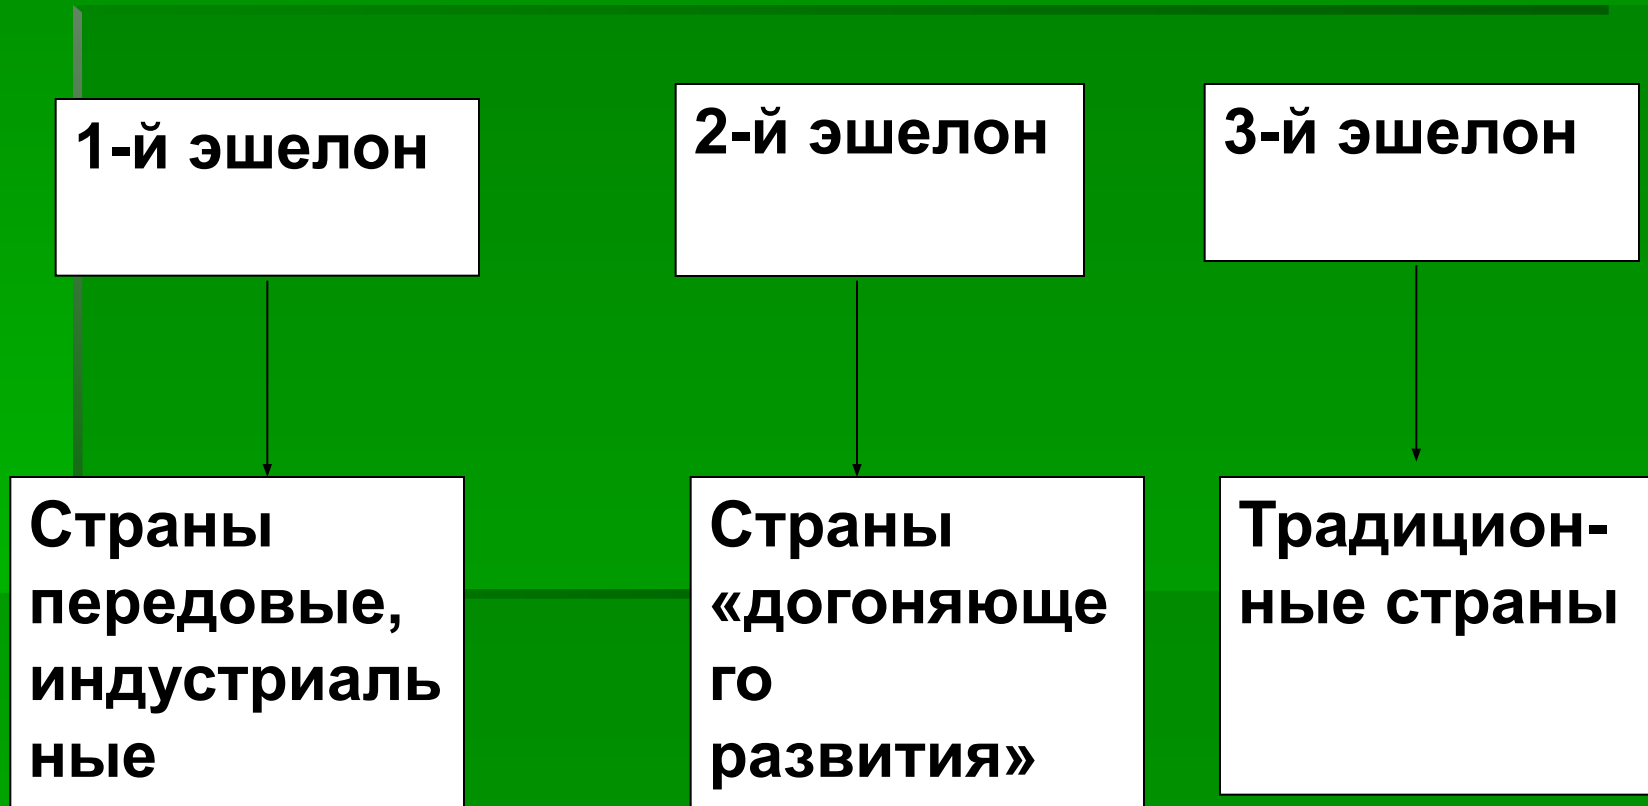 1-й эшелон
2-й эшелон
3-й эшелон
Страны
передовые,
индустриаль
ные
Страны
«догоняюще
го
развития»
Традицион-
ные страны